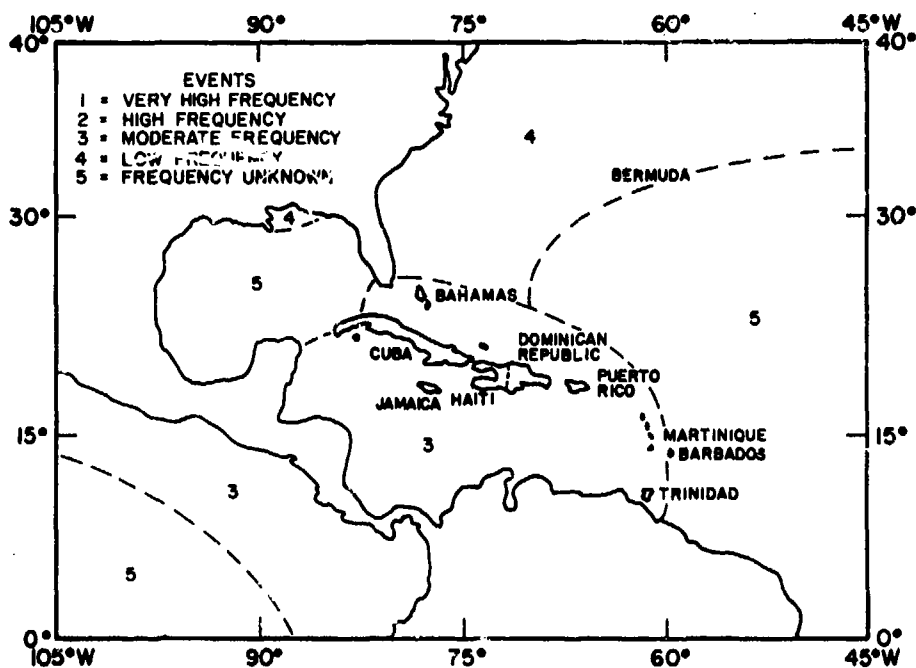 105°W 90° 75° 60° 45°W
40° 40°
EVENTS
1 = VERY HIGH FREQUENCY
2 = HIGH FREQUENCY
3 = MODERATE FREQUENCY
4 = LOW FREQUENCY
5 = FREQUENCY UNKNOWN
4
BERMUDA
30° 4 30°
5
BAHAMAS
5
DOMINICAN
REPUBLIC
CUBA
PUERTO
RICO
JAMAICA HAITI
15° 3 MARTINIQUE 15°
BARBADOS
3 TRINIDAD
5
0° 0°
105°W 90° 75° 60° 45°W